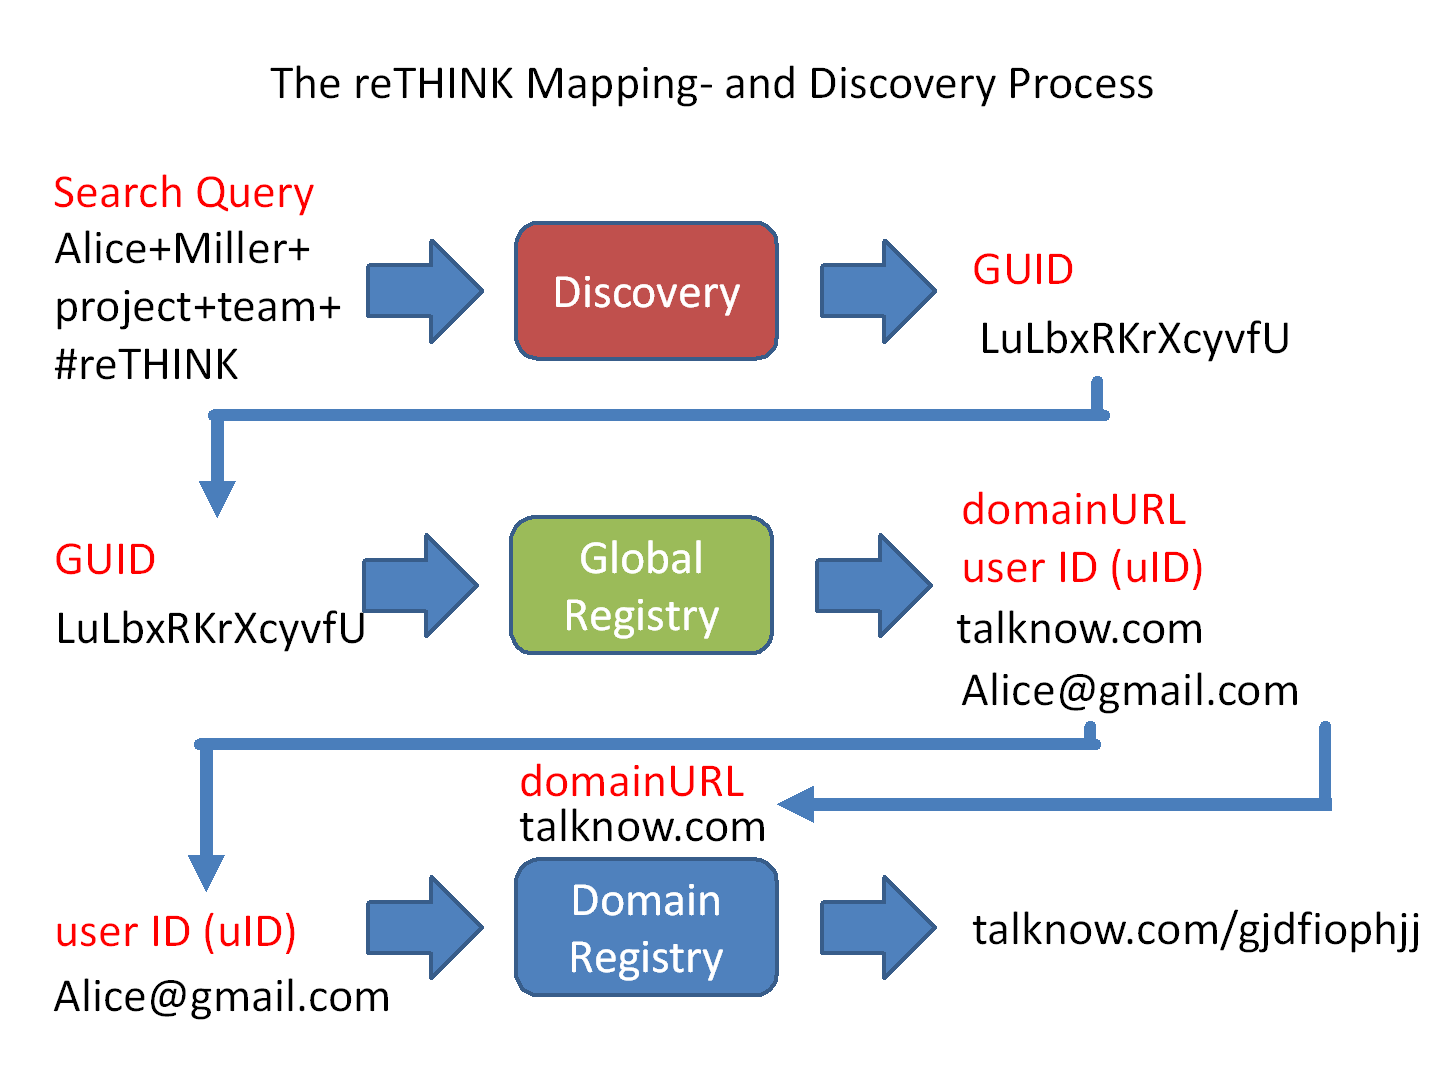 The reTHINK Mapping- and Discovery Process
Search Query
Alice+Miller+
project+team+
#reTHINK
Discovery
GUID
LuLbxRKrXcyvfU
GUID
LuLbxRKrXcyvfU
Global
Registry
domainURL
user ID (uID)
talknow.com
Alice@gmail.com
domainURL
talknow.com
user ID (uID)
Alice@gmail.com
Domain
Registry
talknow.com/gjdfiophjj